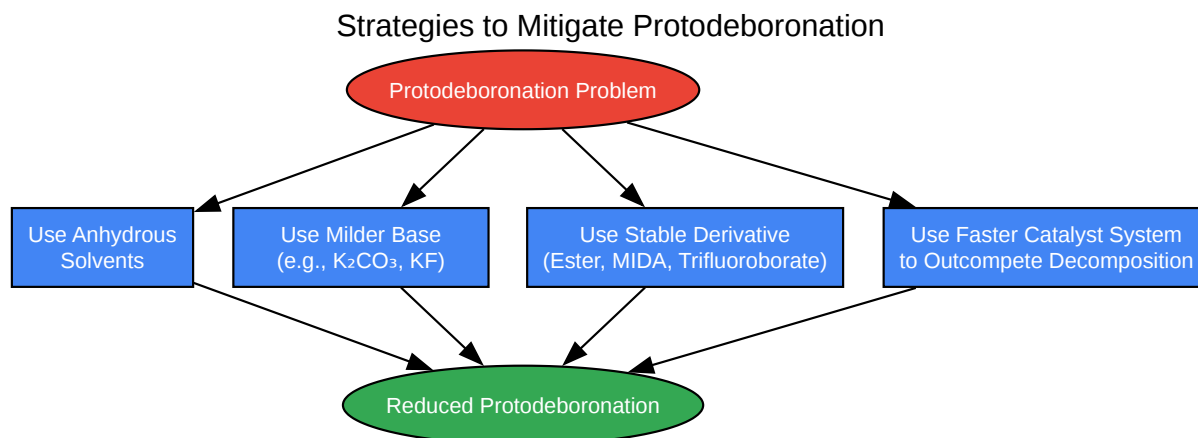 Strategies to Mitigate Protodeboronation
Protodeboronation Problem
Use Anhydrous
Solvents
Use Milder Base
(e.g., K₂CO₃, KF)
Use Stable Derivative
(Ester, MIDA, Trifluoroborate)
Use Faster Catalyst System
to Outcompete Decomposition
Reduced Protodeboronation